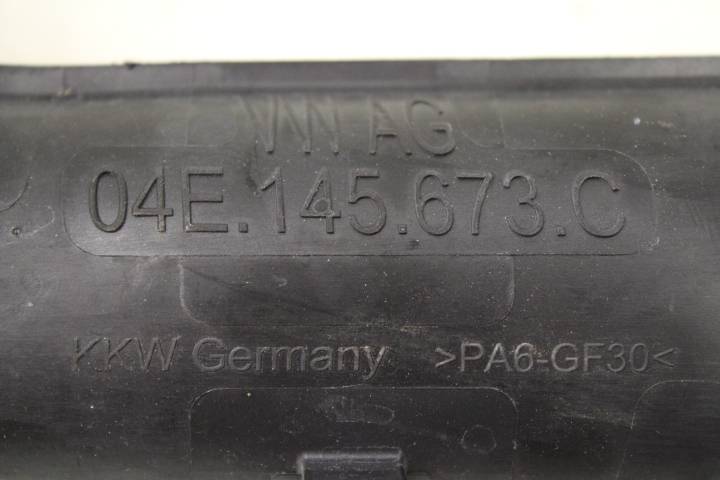 VW AG
04E.145.673.C
KKW Germany >PA6-GF30<